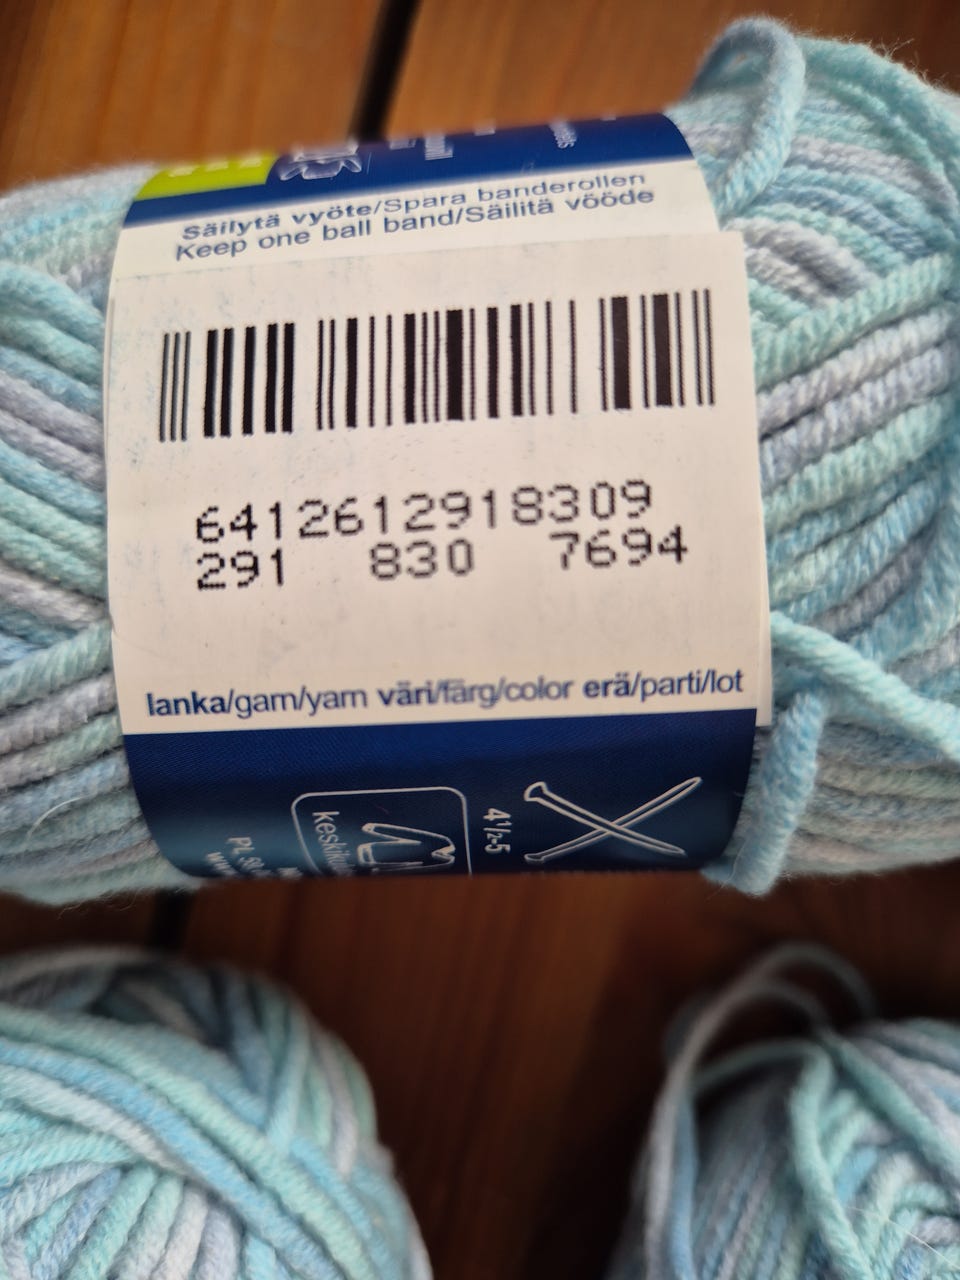 Säilytä vyöte/Spara banderollen
Keep one ball band/Säilitä vööde
6412612918309
291 830 7694
lanka/garn/yarn väri/färg/color erä/parti/lot
4½-5